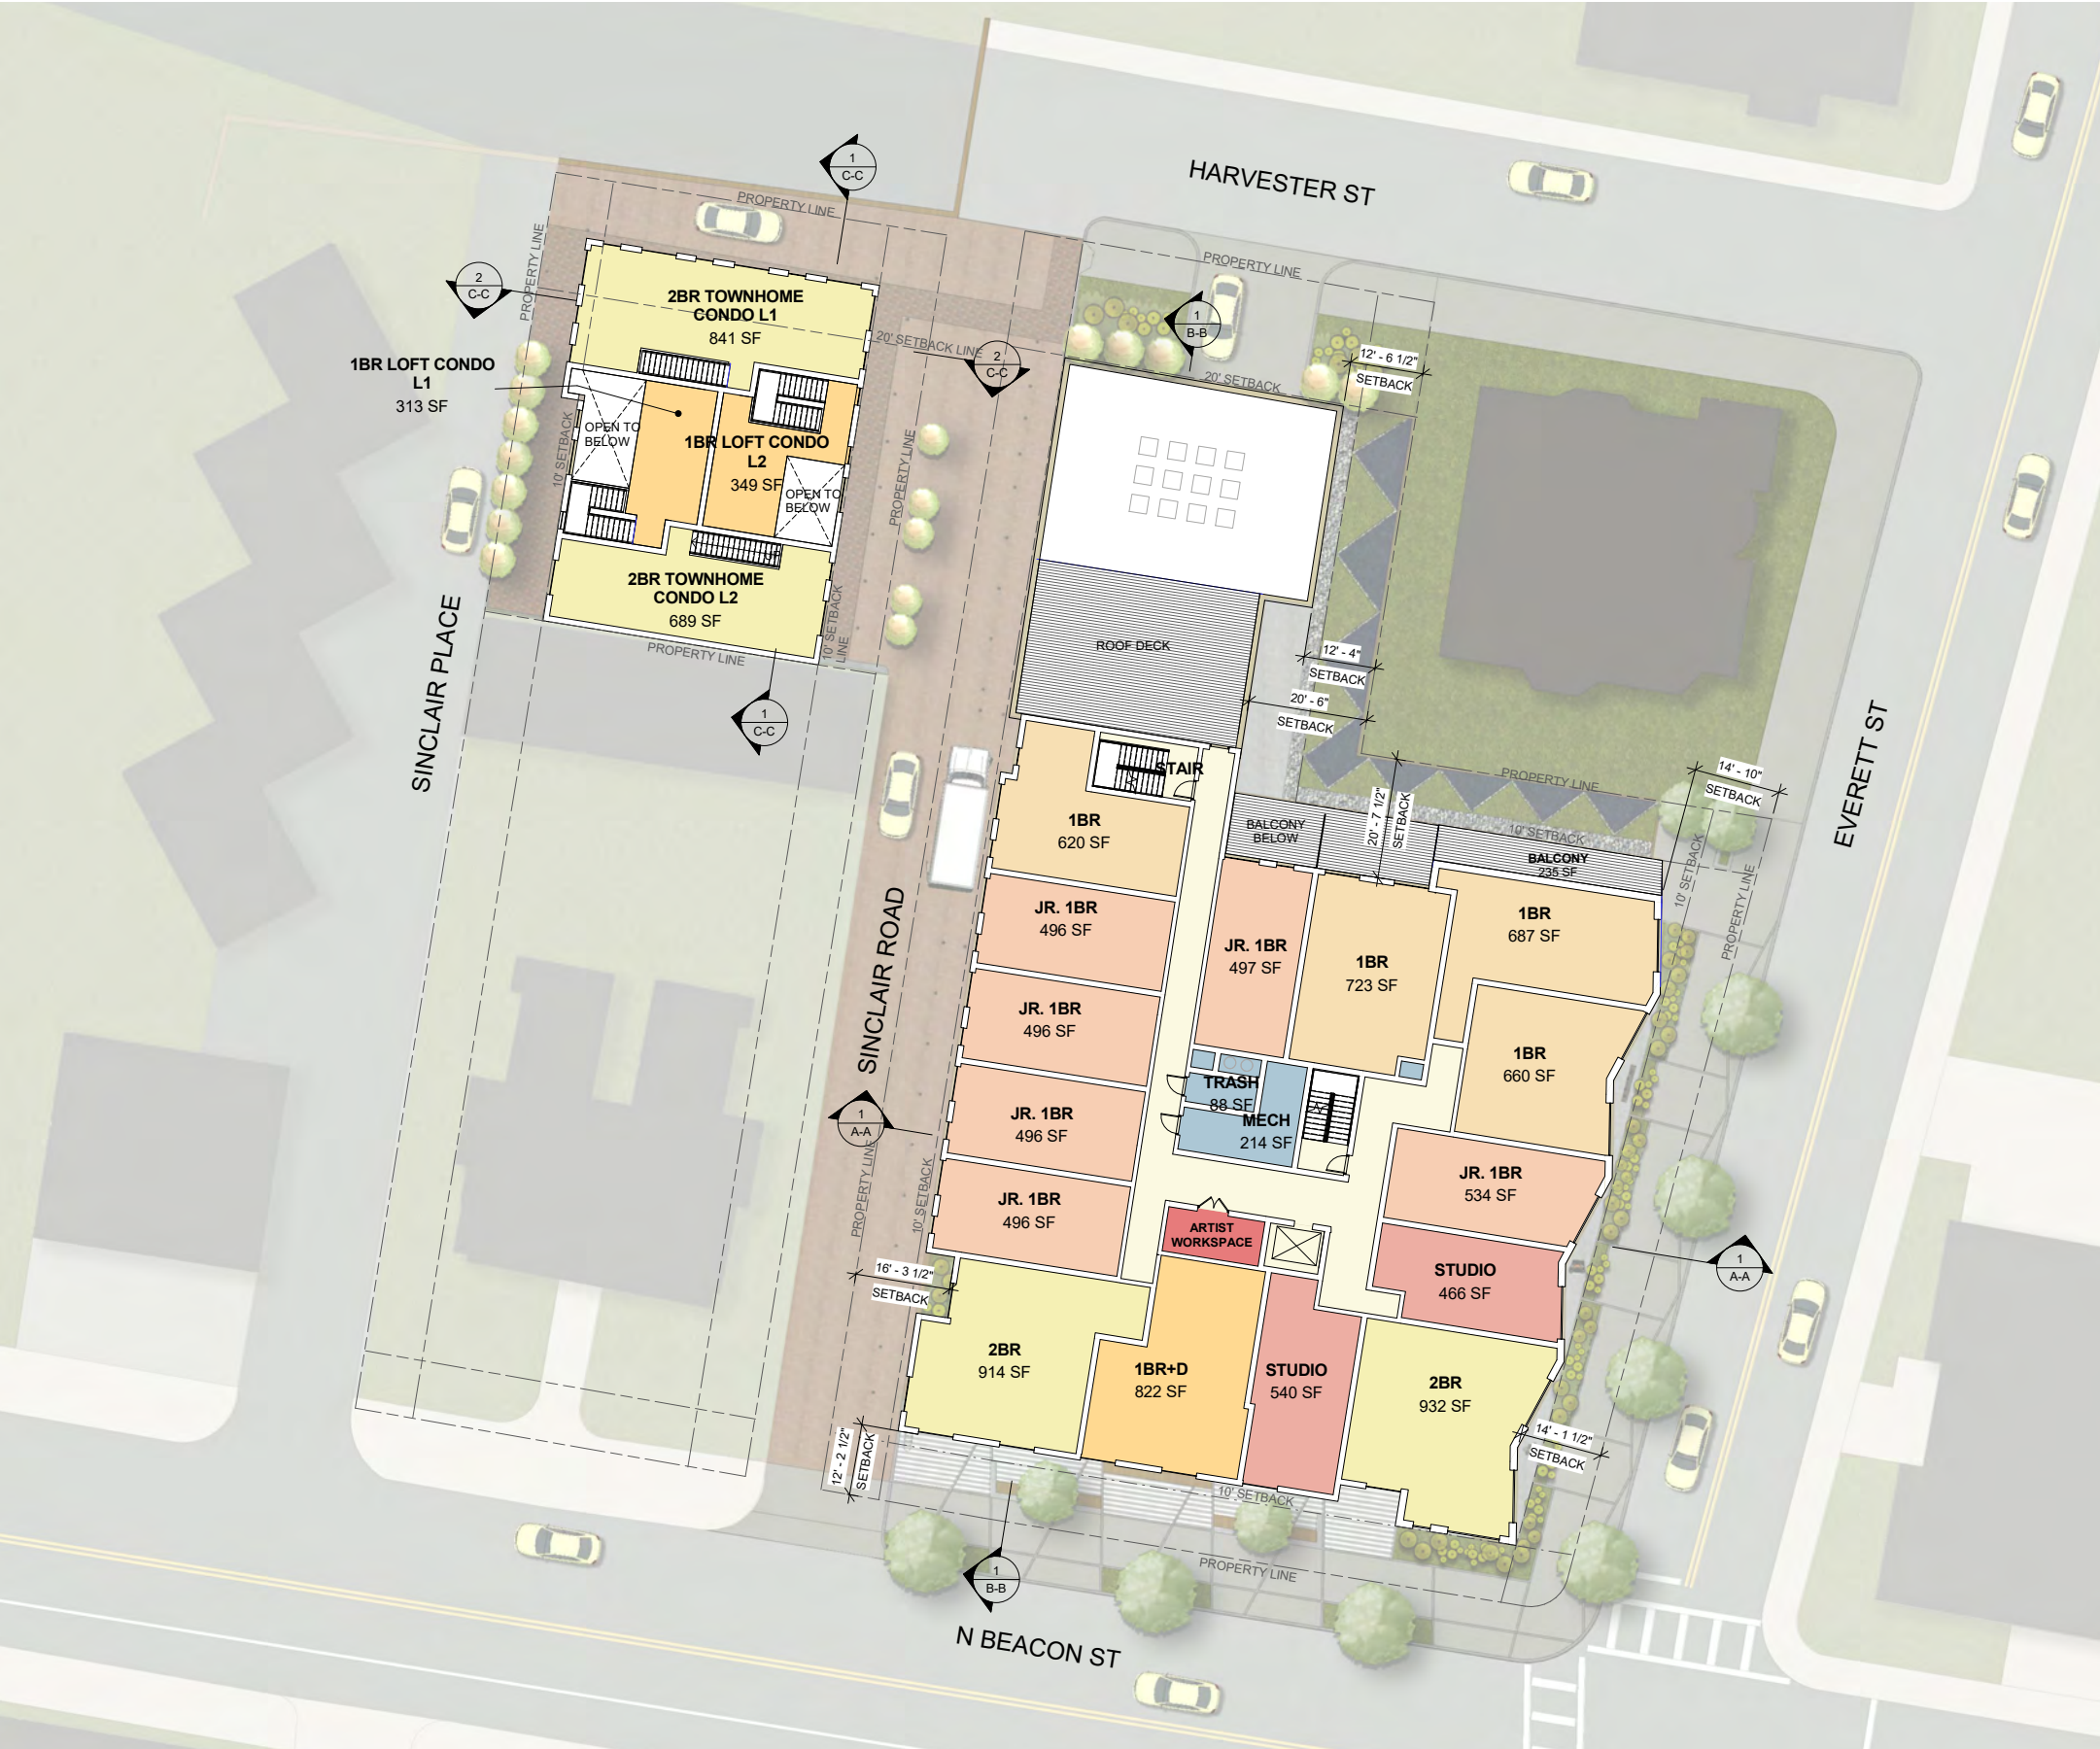 HARVESTER ST
1
C-C
PROPERTY LINE
PROPERTY LINE
PROPERTY LINE
2
C-C
2BR TOWNHOME
CONDO L1
841 SF
1
B-B
20' SETBACK LINE
2
C-C
12' - 6 1/2"
SETBACK
20' SETBACK
1BR LOFT CONDO
L1
313 SF
OPEN TO
BELOW
1BR LOFT CONDO
L2
349 SF
OPEN TO
BELOW
10' SETBACK
PROPERTY LINE
2BR TOWNHOME
CONDO L2
689 SF
10' SETBACK
LINE
PROPERTY LINE
SINCLAIR PLACE
1
C-C
ROOF DECK
12' - 4"
SETBACK
20' - 6"
SETBACK
EVERETT ST
STAIR
PROPERTY LINE
14' - 10"
SETBACK
20' - 7 1/2"
SETBACK
BALCONY
BELOW
10' SETBACK
BALCONY
235 SF
10' SETBACK
PROPERTY LINE
1BR
620 SF
JR. 1BR
496 SF
JR. 1BR
497 SF
1BR
723 SF
1BR
687 SF
SINCLAIR ROAD
JR. 1BR
496 SF
1BR
660 SF
TRASH
88 SF
MECH
214 SF
1
A-A
JR. 1BR
496 SF
JR. 1BR
534 SF
PROPERTY LINE
10' SETBACK
JR. 1BR
496 SF
ARTIST
WORKSPACE
STUDIO
466 SF
1
A-A
16' - 3 1/2"
SETBACK
2BR
914 SF
1BR+D
822 SF
STUDIO
540 SF
2BR
932 SF
14' - 1 1/2"
SETBACK
12' - 2 1/2"
SETBACK
10' SETBACK
PROPERTY LINE
1
B-B
N BEACON ST